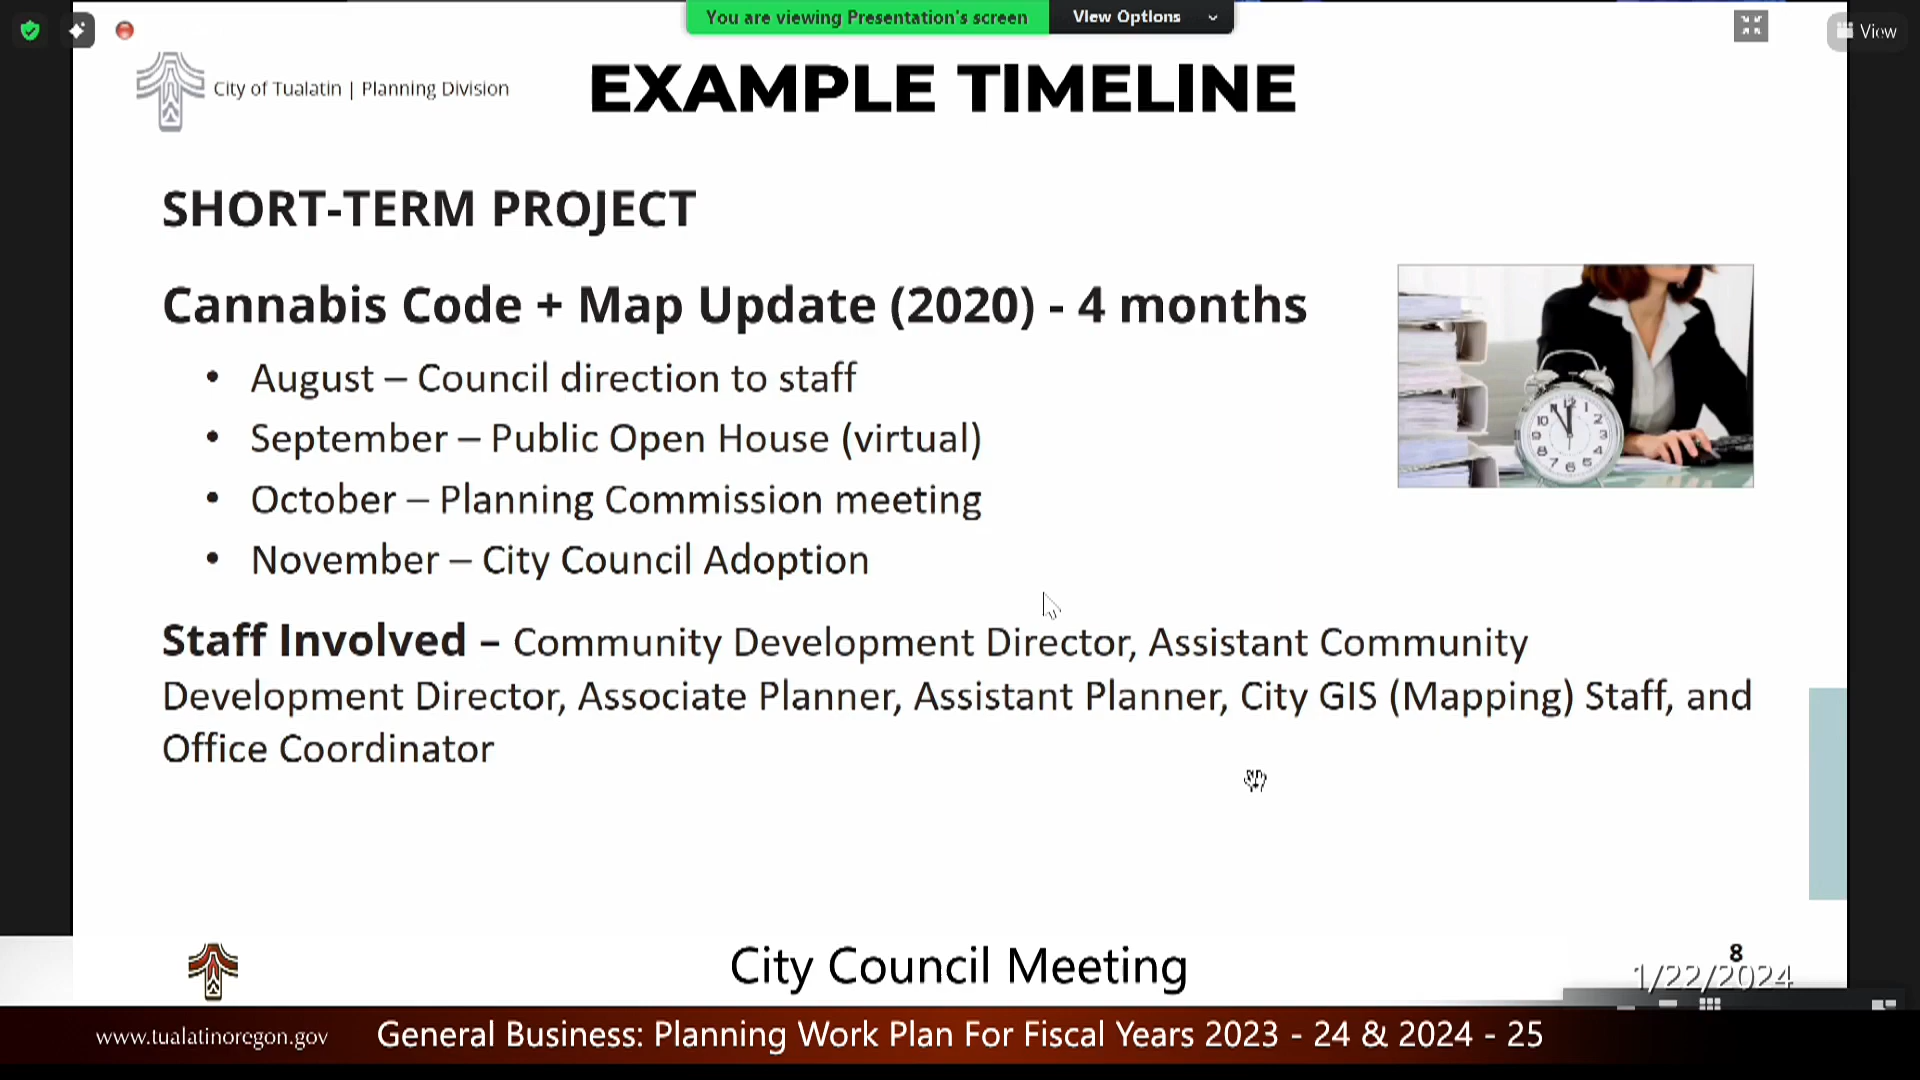 You are viewing Presentation's screen
View Options
View
City of Tualatin | Planning Division
EXAMPLE TIMELINE
SHORT-TERM PROJECT
Cannabis Code + Map Update (2020) - 4 months
• August – Council direction to staff
• September – Public Open House (virtual)
• October – Planning Commission meeting
• November – City Council Adoption
Staff Involved – Community Development Director, Assistant Community
Development Director, Associate Planner, Assistant Planner, City GIS (Mapping) Staff, and
Office Coordinator
City Council Meeting
8
1/22/2024
www.tualatinoregon.gov
General Business: Planning Work Plan For Fiscal Years 2023 - 24 & 2024 - 25